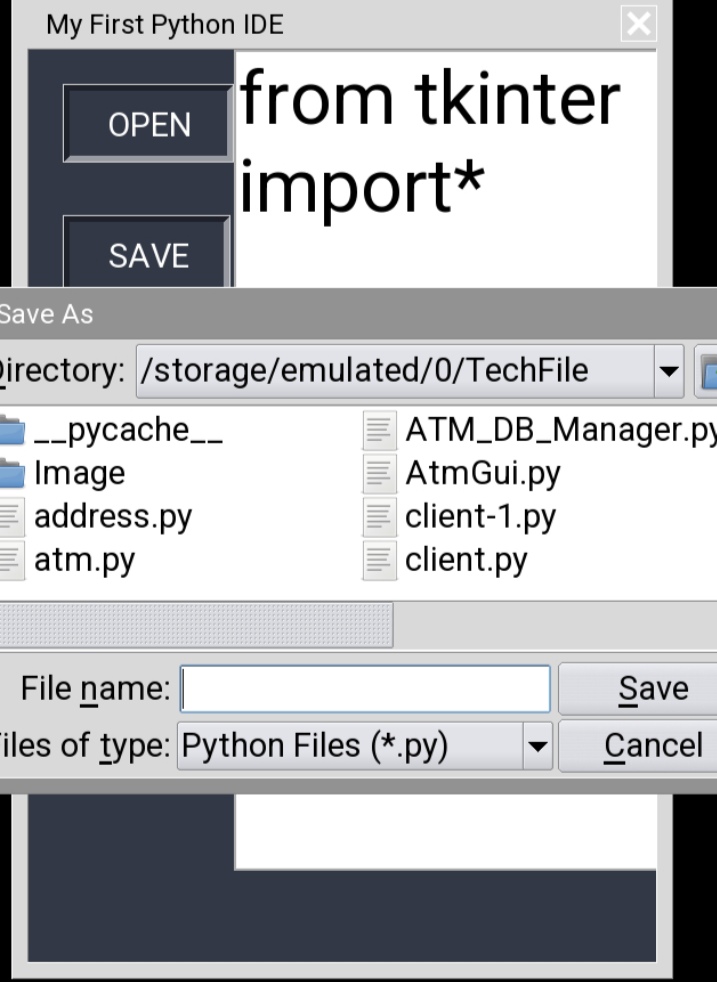 My First Python IDE
OPEN
from tkinter
import*
SAVE
Save As
Directory: /storage/emulated/0/TechFile
__pycache__
ATM_DB_Manager.py
Image
AtmGui.py
address.py
client-1.py
atm.py
client.py
File name:
Save
Files of type: Python Files (*.py)
Cancel